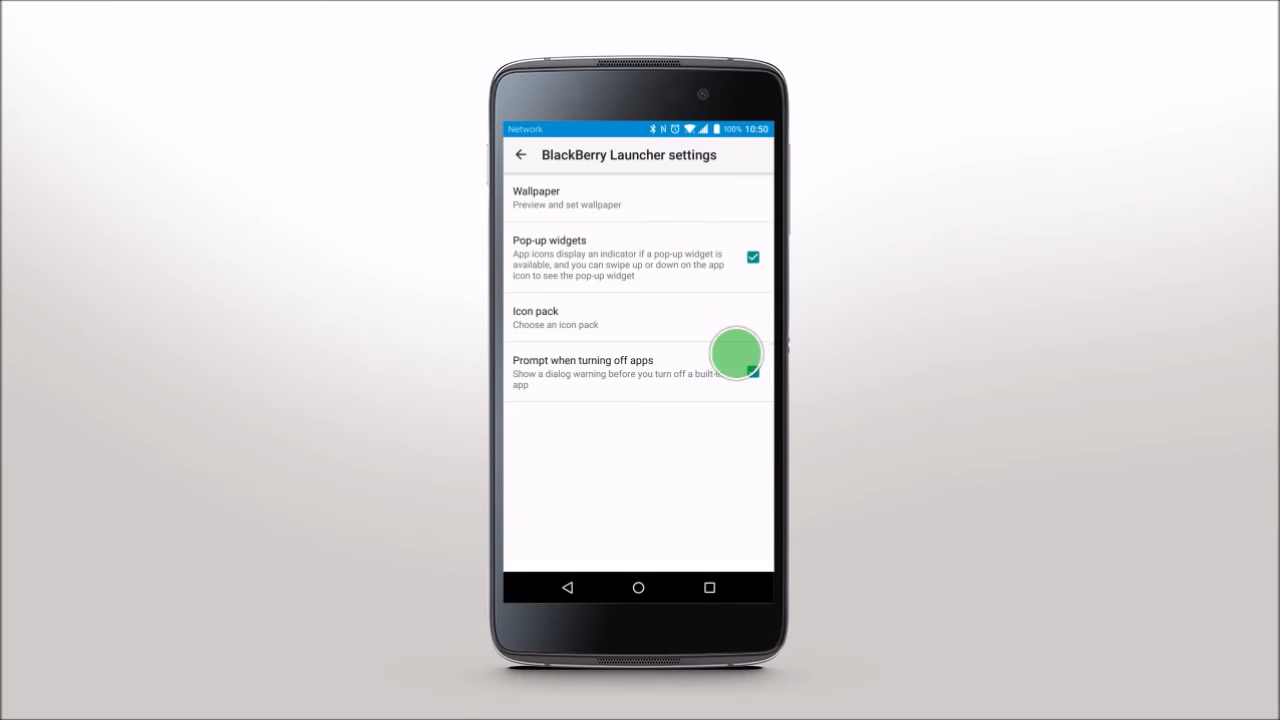 Network 100% 10:50
BlackBerry Launcher settings
Wallpaper
Preview and set wallpaper
Pop-up widgets
App icons display an indicator if a pop-up widget is
available, and you can swipe up or down on the app
icon to see the pop-up widget
Icon pack
Choose an icon pack
Prompt when turning off apps
Show a dialog warning before you turn off a
app